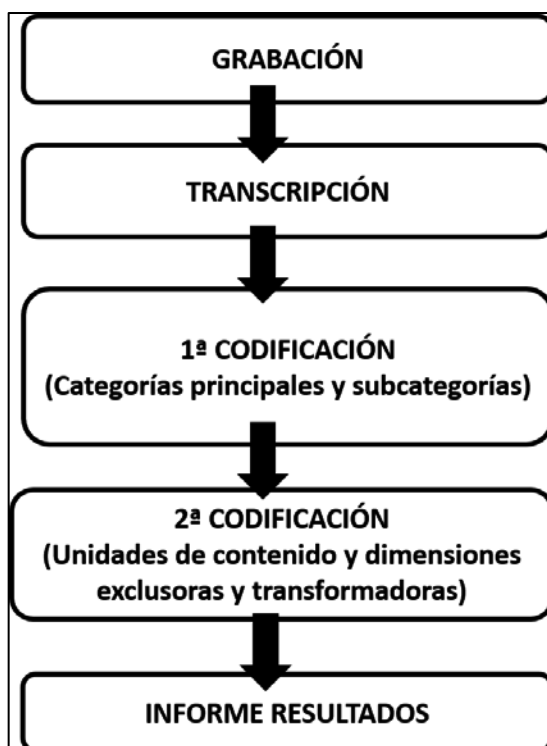 GRABACIÓN
TRANSCRIPCIÓN
1ª CODIFICACIÓN
(Categorías principales y subcategorías)
2ª CODIFICACIÓN
(Unidades de contenido y dimensiones
exclusoras y transformadoras)
INFORME RESULTADOS